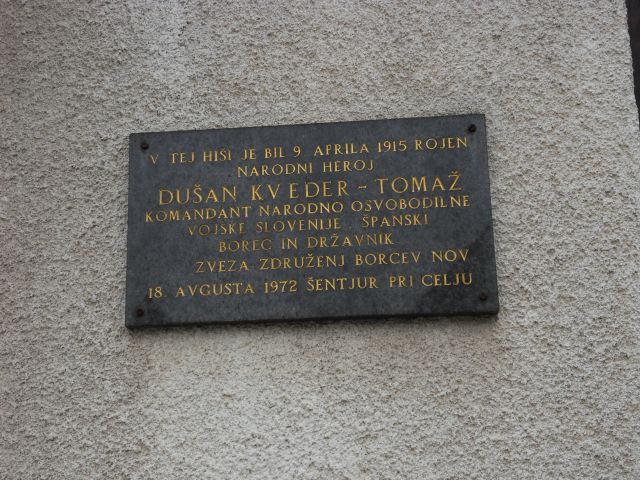 V TEJ HIŠI JE BIL 9. APRILA 1915 ROJEN
NARODNI HEROJ
DUŠAN KVEDER - TOMAŽ
KOMANDANT NARODNO OSVOBODILNE
VOJSKE SLOVENIJE, ŠPANSKI
BOREC IN DRŽAVNIK
ZVEZA ZDRUŽENJ BORCEV NOV
18. AVGUSTA 1972 ŠENTJUR PRI CELJU